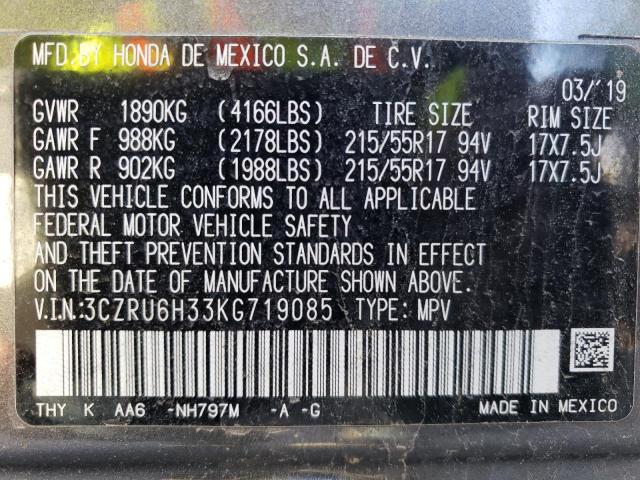 MFD. BY HONDA DE MEXICO S.A. DE C.V.
03/'19
GVWR 1890KG (4166LBS) TIRE SIZE RIM SIZE
GAWR F 988KG (2178LBS) 215/55R17 94V 17X7.5J
GAWR R 902KG (1988LBS) 215/55R17 94V 17X7.5J
THIS VEHICLE CONFORMS TO ALL APPLICABLE
FEDERAL MOTOR VEHICLE SAFETY
AND THEFT PREVENTION STANDARDS IN EFFECT
ON THE DATE OF MANUFACTURE SHOWN ABOVE.
V.I.N.:3CZRU6H33KG719085 TYPE: MPV
THY K AA6 -NH797M -A -G MADE IN MEXICO